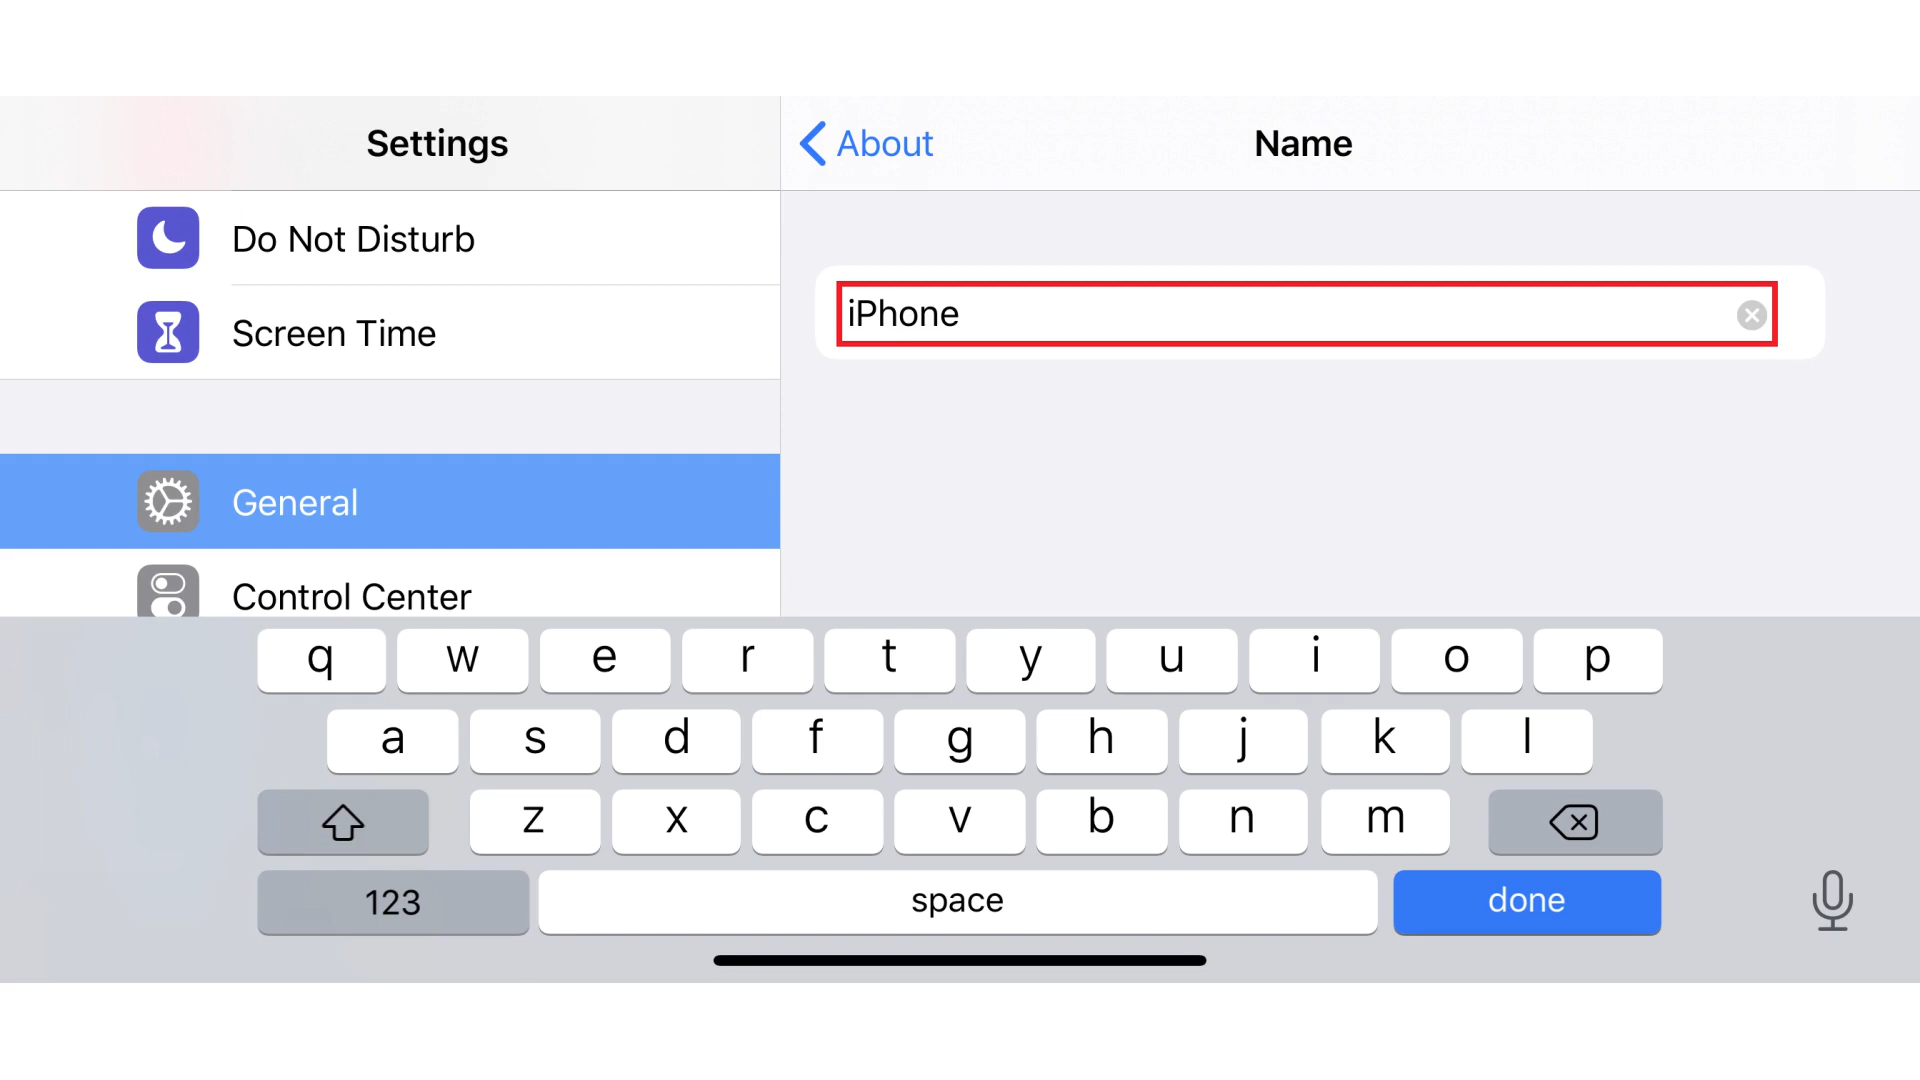 Settings
About
Name
Do Not Disturb
Screen Time
General
Control Center
iPhone
q w e r t y u i o p
a s d f g h j k l
z x c v b n m
123 space done